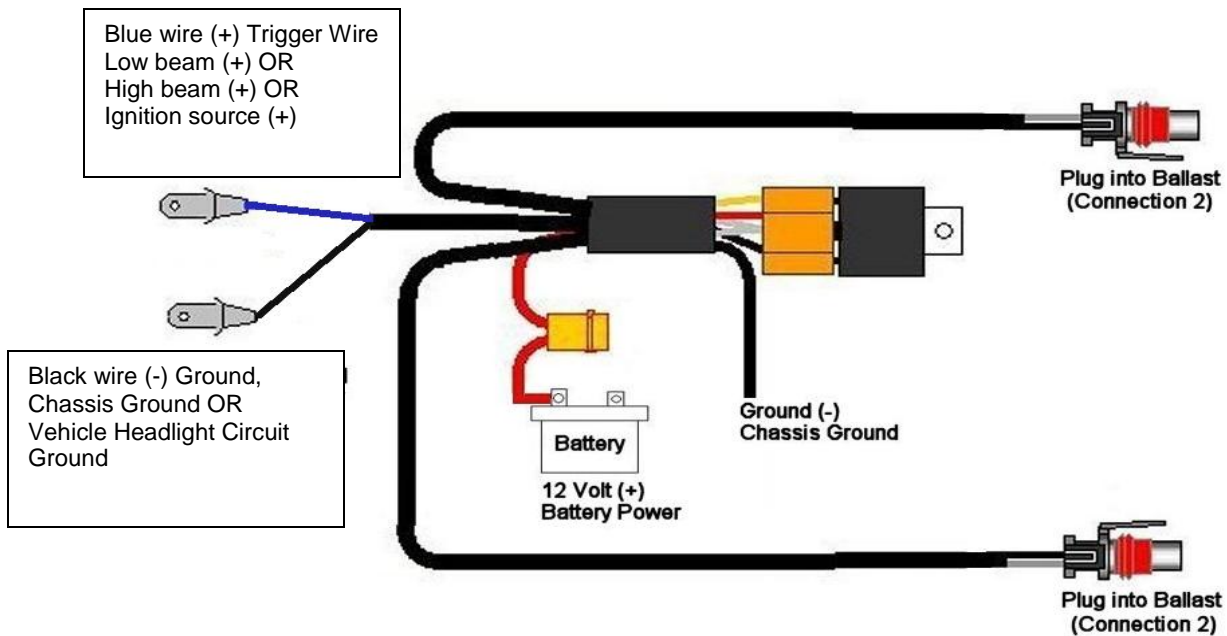 Blue wire (+) Trigger Wire
Low beam (+) OR
High beam (+) OR
Ignition source (+)
Plug into Ballast
(Connection 2)
Black wire (-) Ground,
Chassis Ground OR
Vehicle Headlight Circuit
Ground
Ground (-)
Chassis Ground
Battery
12 Volt (+)
Battery Power
Plug into Ballast
(Connection 2)